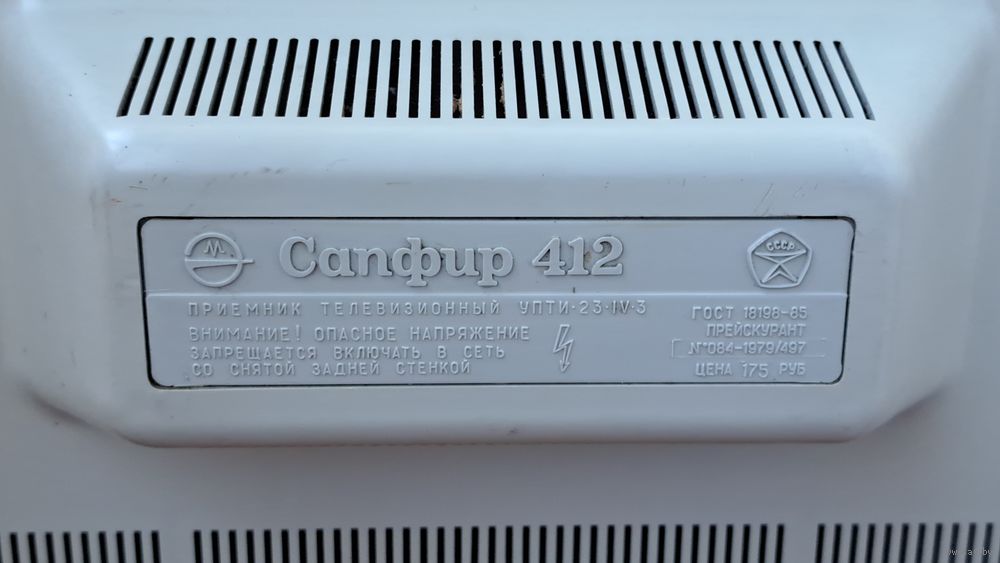 Сапфир 412
СССР
ПРИЕМНИК ТЕЛЕВИЗИОННЫЙ УПТИ-23-IV-3
ВНИМАНИЕ! ОПАСНОЕ НАПРЯЖЕНИЕ
ЗАПРЕЩАЕТСЯ ВКЛЮЧАТЬ В СЕТЬ
СО СНЯТОЙ ЗАДНЕЙ СТЕНКОЙ
ГОСТ 18198-85
ПРЕЙСКУРАНТ
N°084-1979/497
ЦЕНА 175 РУБ